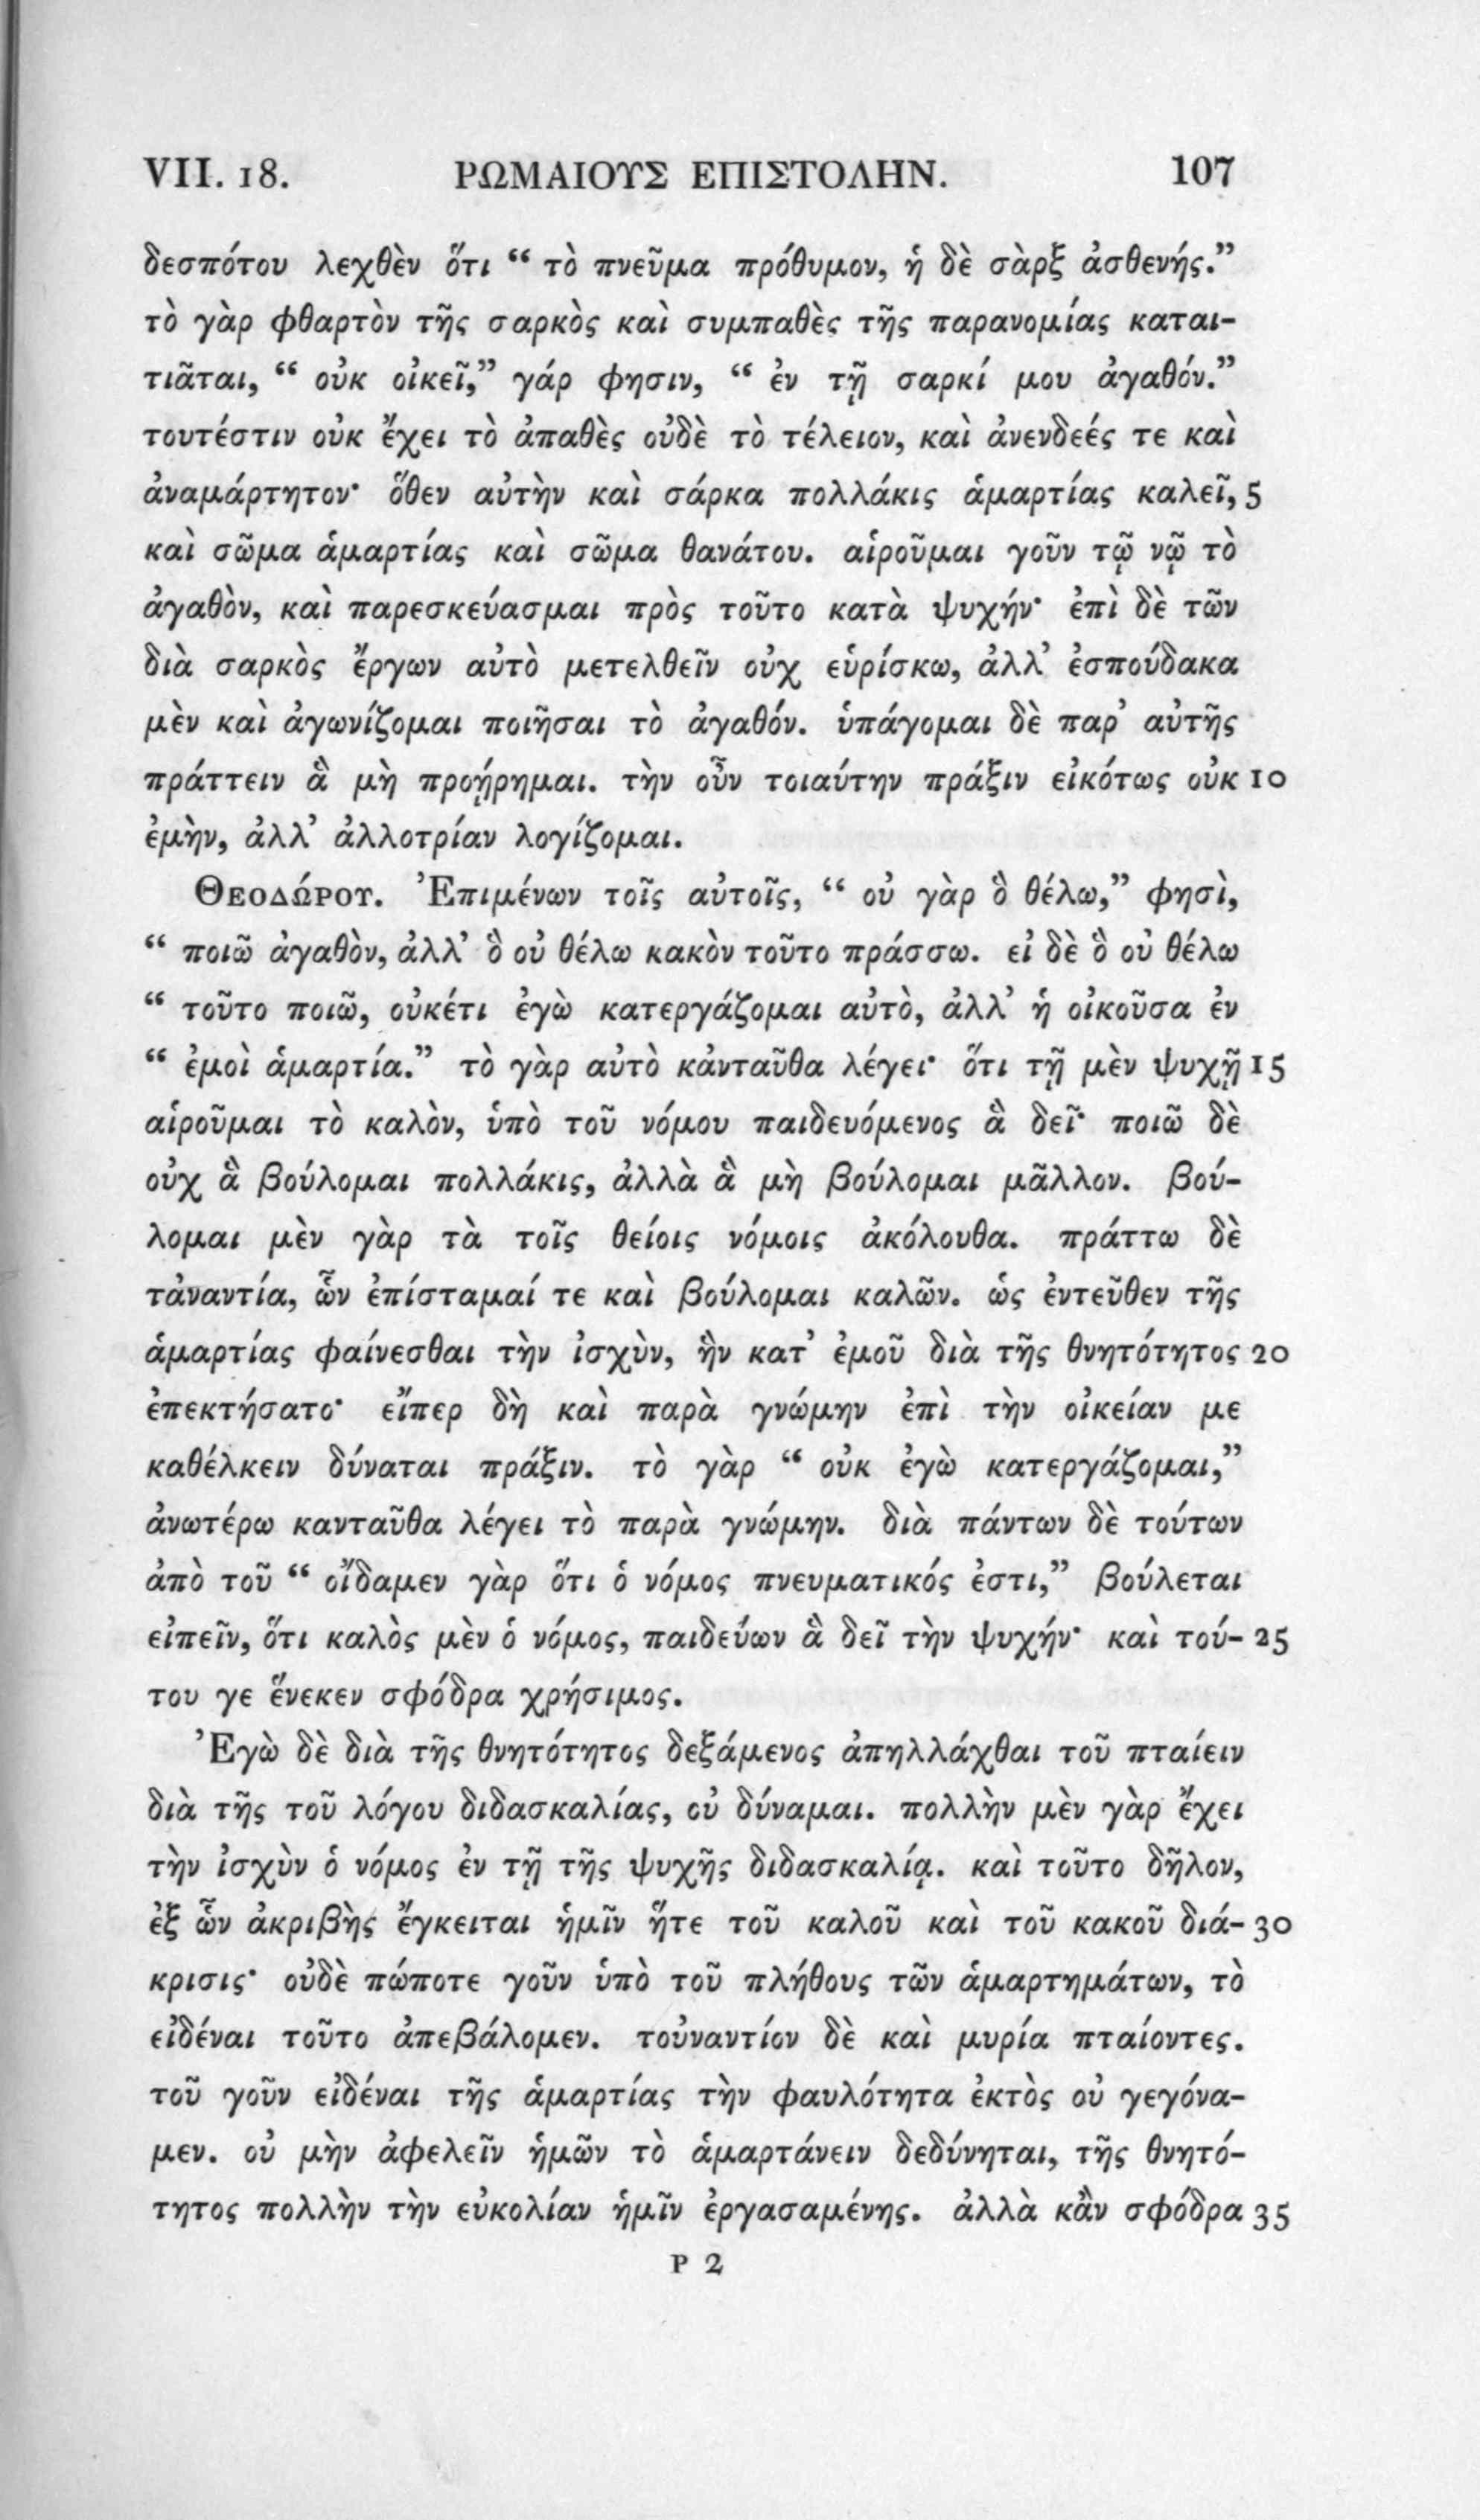 VII. 18. ΡΩΜΑΙΟΥΣ ΕΠΙΣΤΟΛΗΝ. 107
δεσπότου λεχθὲν ὅτι “ τὸ πνεῦμα πρόθυμον, ἡ δὲ σὰρξ ἀσθενής.”
τὸ γὰρ φθαρτὸν τῆς σαρκὸς καὶ συμπαθὲς τῆς παρανομίας καται-
τιᾶται, “ οὐκ οἰκεῖ,” γάρ φησιν, “ ἐν τῇ σαρκί μου ἀγαθόν.”
τουτέστιν οὐκ ἔχει τὸ ἀπαθὲς οὐδὲ τὸ τέλειον, καὶ ἀνενδεές τε καὶ
ἀναμάρτητον· ὅθεν αὐτὴν καὶ σάρκα πολλάκις ἁμαρτίας καλεῖ, 5
καὶ σῶμα ἁμαρτίας καὶ σῶμα θανάτου. αἱροῦμαι γοῦν τῷ νῷ τὸ
ἀγαθὸν, καὶ παρεσκεύασμαι πρὸς τοῦτο κατὰ ψυχήν· ἐπὶ δὲ τῶν
διὰ σαρκὸς ἔργων αὐτὸ μετελθεῖν οὐχ εὑρίσκω, ἀλλ’ ἐσπούδακα
μὲν καὶ ἀγωνίζομαι ποιῆσαι τὸ ἀγαθόν. ὑπάγομαι δὲ παρ’ αὐτῆς
πράττειν ἃ μὴ προῄρημαι. τὴν οὖν τοιαύτην πράξιν εἰκότως οὐκ 10
ἐμὴν, ἀλλ’ ἀλλοτρίαν λογίζομαι.
Θεοδώρου. Ἐπιμένων τοῖς αὐτοῖς, “ οὐ γὰρ ὃ θέλω,” φησὶ,
“ ποιῶ ἀγαθὸν, ἀλλ’ ὃ οὐ θέλω κακὸν τοῦτο πράσσω. εἰ δὲ ὃ οὐ θέλω
“ τοῦτο ποιῶ, οὐκέτι ἐγὼ κατεργάζομαι αὐτὸ, ἀλλ’ ἡ οἰκοῦσα ἐν
“ ἐμοὶ ἁμαρτία.” τὸ γὰρ αὐτὸ κἀνταῦθα λέγει· ὅτι τῇ μὲν ψυχῇ 15
αἱροῦμαι τὸ καλὸν, ὑπὸ τοῦ νόμου παιδευόμενος ἃ δεῖ· ποιῶ δὲ
οὐχ ἃ βούλομαι πολλάκις, ἀλλὰ ἃ μὴ βούλομαι μᾶλλον. βού-
λομαι μὲν γὰρ τὰ τοῖς θείοις νόμοις ἀκόλουθα. πράττω δὲ
τἀναντία, ὧν ἐπίσταμαί τε καὶ βούλομαι καλῶν. ὡς ἐντεῦθεν τῆς
ἁμαρτίας φαίνεσθαι τὴν ἰσχὺν, ἣν κατ’ ἐμοῦ διὰ τῆς θνητότητος 20
ἐπεκτήσατο· εἴπερ δὴ καὶ παρὰ γνώμην ἐπὶ τὴν οἰκείαν με
καθέλκειν δύναται πράξιν. τὸ γὰρ “ οὐκ ἐγὼ κατεργάζομαι,”
ἀνωτέρω κανταῦθα λέγει τὸ παρὰ γνώμην. διὰ πάντων δὲ τούτων
ἀπὸ τοῦ “ οἴδαμεν γὰρ ὅτι ὁ νόμος πνευματικός ἐστι,” βούλεται
εἰπεῖν, ὅτι καλὸς μὲν ὁ νόμος, παιδεύων ἃ δεῖ τὴν ψυχήν· καὶ τού- 25
του γε ἕνεκεν σφόδρα χρήσιμος.
Ἐγὼ δὲ διὰ τῆς θνητότητος δεξάμενος ἀπηλλάχθαι τοῦ πταίειν
διὰ τῆς τοῦ λόγου διδασκαλίας, οὐ δύναμαι. πολλὴν μὲν γὰρ ἔχει
τὴν ἰσχὺν ὁ νόμος ἐν τῇ τῆς ψυχῆς διδασκαλίᾳ. καὶ τοῦτο δῆλον,
ἐξ ὧν ἀκριβὴς ἔγκειται ἡμῖν ἥτε τοῦ καλοῦ καὶ τοῦ κακοῦ διά- 30
κρισις· οὐδὲ πώποτε γοῦν ὑπὸ τοῦ πλήθους τῶν ἁμαρτημάτων, τὸ
εἰδέναι τοῦτο ἀπεβάλομεν. τοὐναντίον δὲ καὶ μυρία πταίοντες.
τοῦ γοῦν εἰδέναι τῆς ἁμαρτίας τὴν φαυλότητα ἐκτὸς οὐ γεγόνα-
μεν. οὐ μὴν ἀφελεῖν ἡμῶν τὸ ἁμαρτάνειν δεδύνηται, τῆς θνητό-
τητος πολλὴν τὴν εὐκολίαν ἡμῖν ἐργασαμένης. ἀλλὰ κἂν σφόδρα 35
P 2